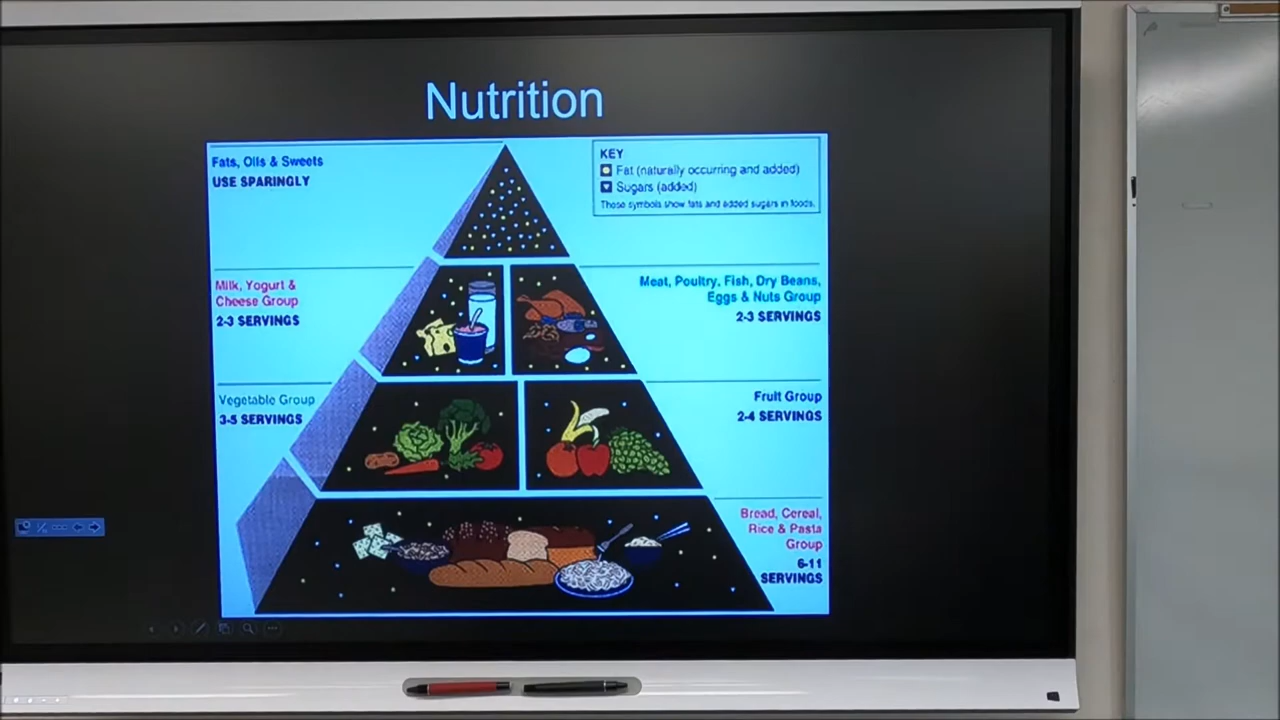 Nutrition
Fats, Oils & Sweets
USE SPARINGLY
KEY
Fat (naturally occurring and added)
Sugars (added)
These symbols show fats and added sugars in foods.
Milk, Yogurt &
Cheese Group
2-3 SERVINGS
Meat, Poultry, Fish, Dry Beans,
Eggs & Nuts Group
2-3 SERVINGS
Vegetable Group
3-5 SERVINGS
Fruit Group
2-4 SERVINGS
Bread, Cereal,
Rice & Pasta
Group
6-11
SERVINGS